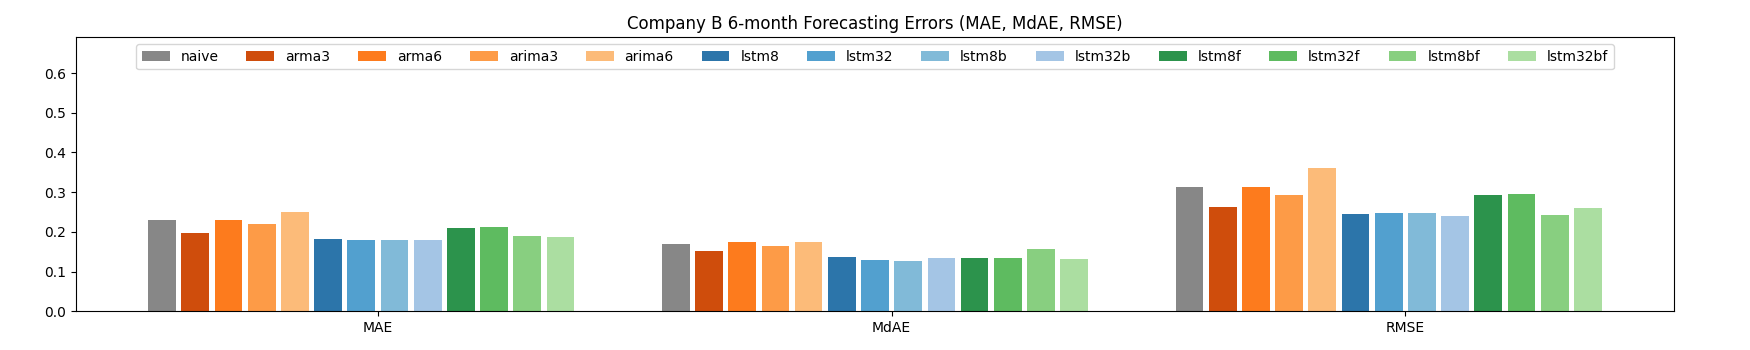 Company B 6-month Forecasting Errors (MAE, MdAE, RMSE)
naive arma3 arma6 arima3 arima6 lstm8 lstm32 lstm8b lstm32b lstm8f lstm32f lstm8bf lstm32bf
0.6
0.5
0.4
0.3
0.2
0.1
0.0
MAE MdAE RMSE